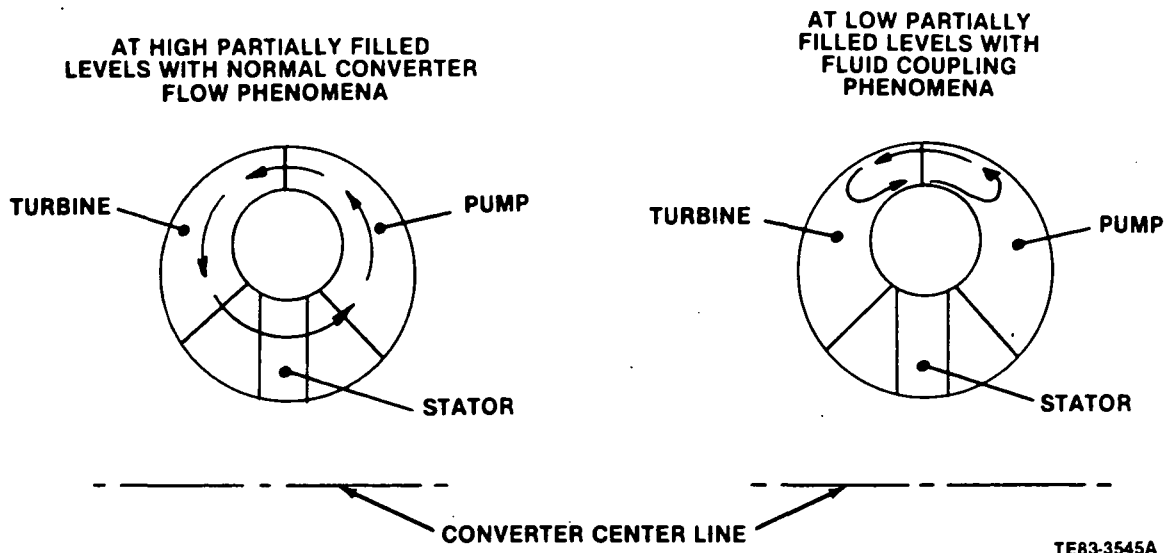 AT HIGH PARTIALLY FILLED
LEVELS WITH NORMAL CONVERTER
FLOW PHENOMENA
TURBINE
PUMP
STATOR
AT LOW PARTIALLY
FILLED LEVELS WITH
FLUID COUPLING
PHENOMENA
TURBINE
PUMP
STATOR
CONVERTER CENTER LINE
TE83-3545A